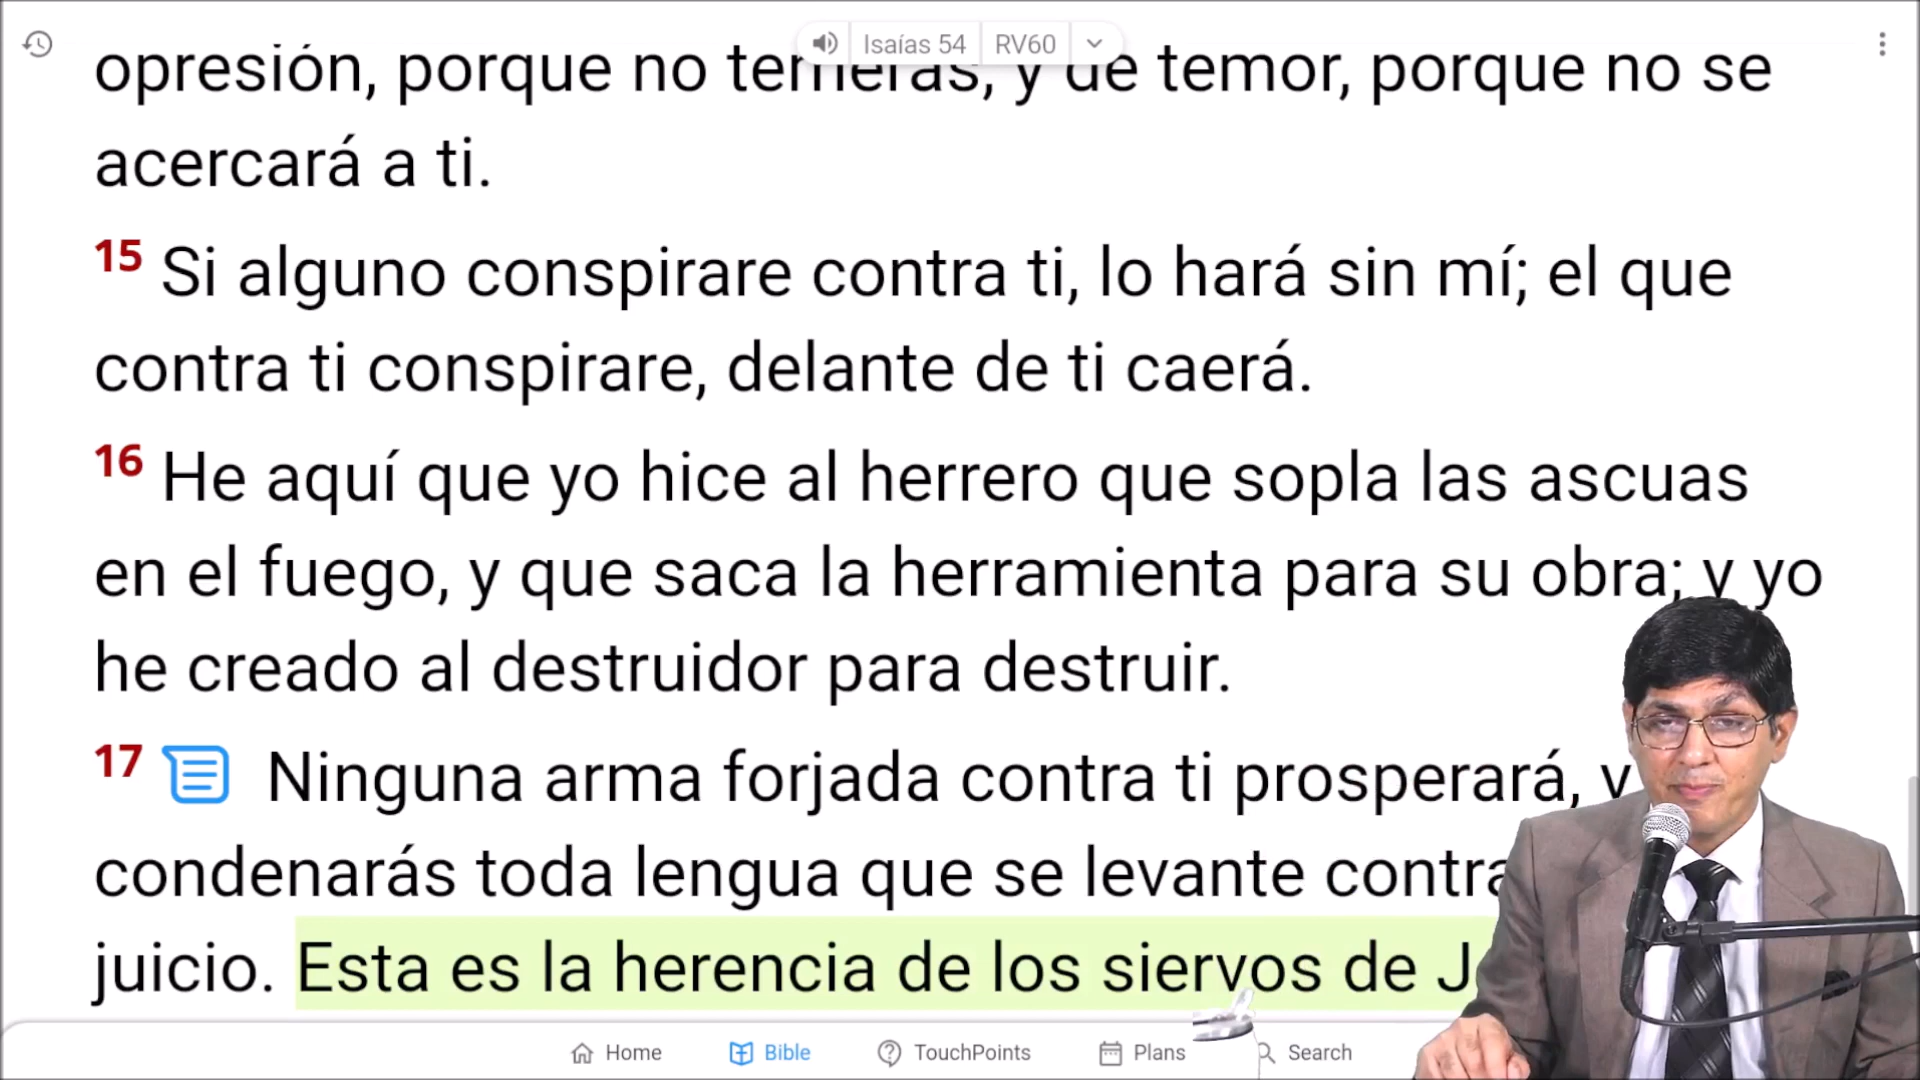 Isaías 54 RV60
opresión, porque no temerás, y de temor, porque no se
acercará a ti.
15 Si alguno conspirare contra ti, lo hará sin mí; el que
contra ti conspirare, delante de ti caerá.
16 He aquí que yo hice al herrero que sopla las ascuas
en el fuego, y que saca la herramienta para su obra; y yo
he creado al destruidor para destruir.
17 Ninguna arma forjada contra ti prosperará, y
condenarás toda lengua que se levante contra
juicio. Esta es la herencia de los siervos de J
Home Bible TouchPoints Plans Search